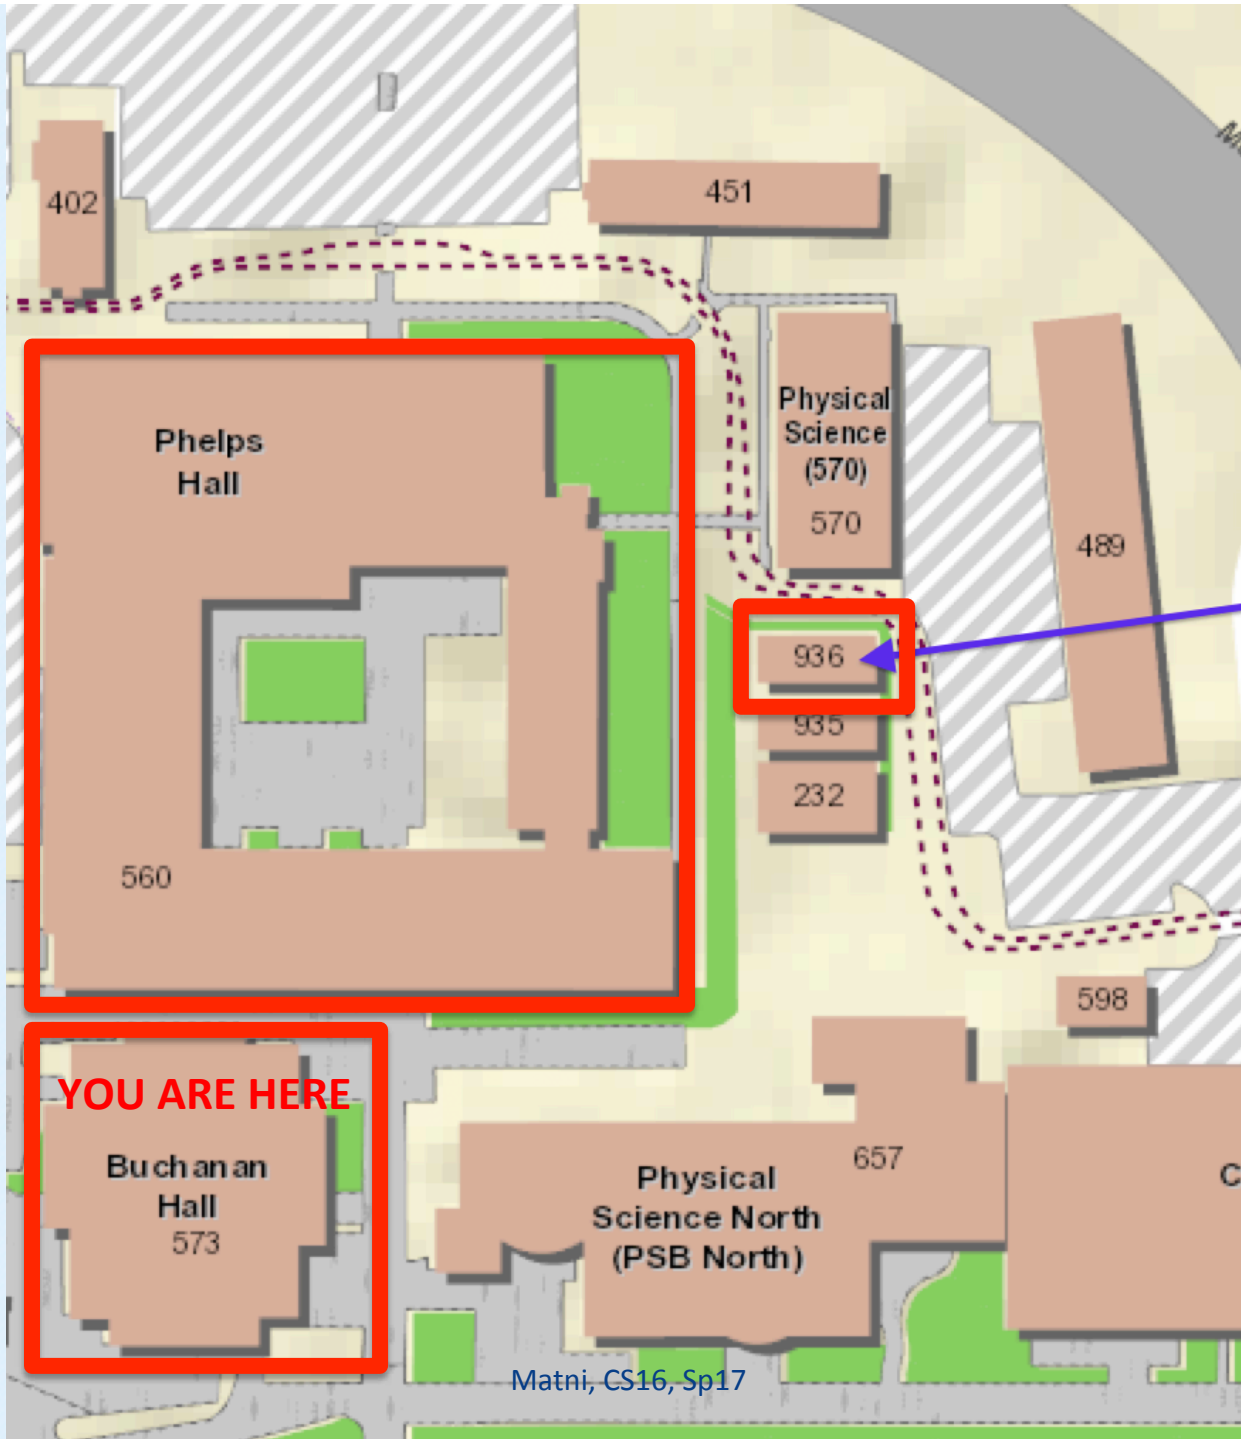 402
451
Phelps
Hall
Physical
Science
(570)
570
489
936
935
232
560
598
YOU ARE HERE
Buchanan
Hall
573
657
Physical
Science North
(PSB North)
C
Matni, CS16, Sp17